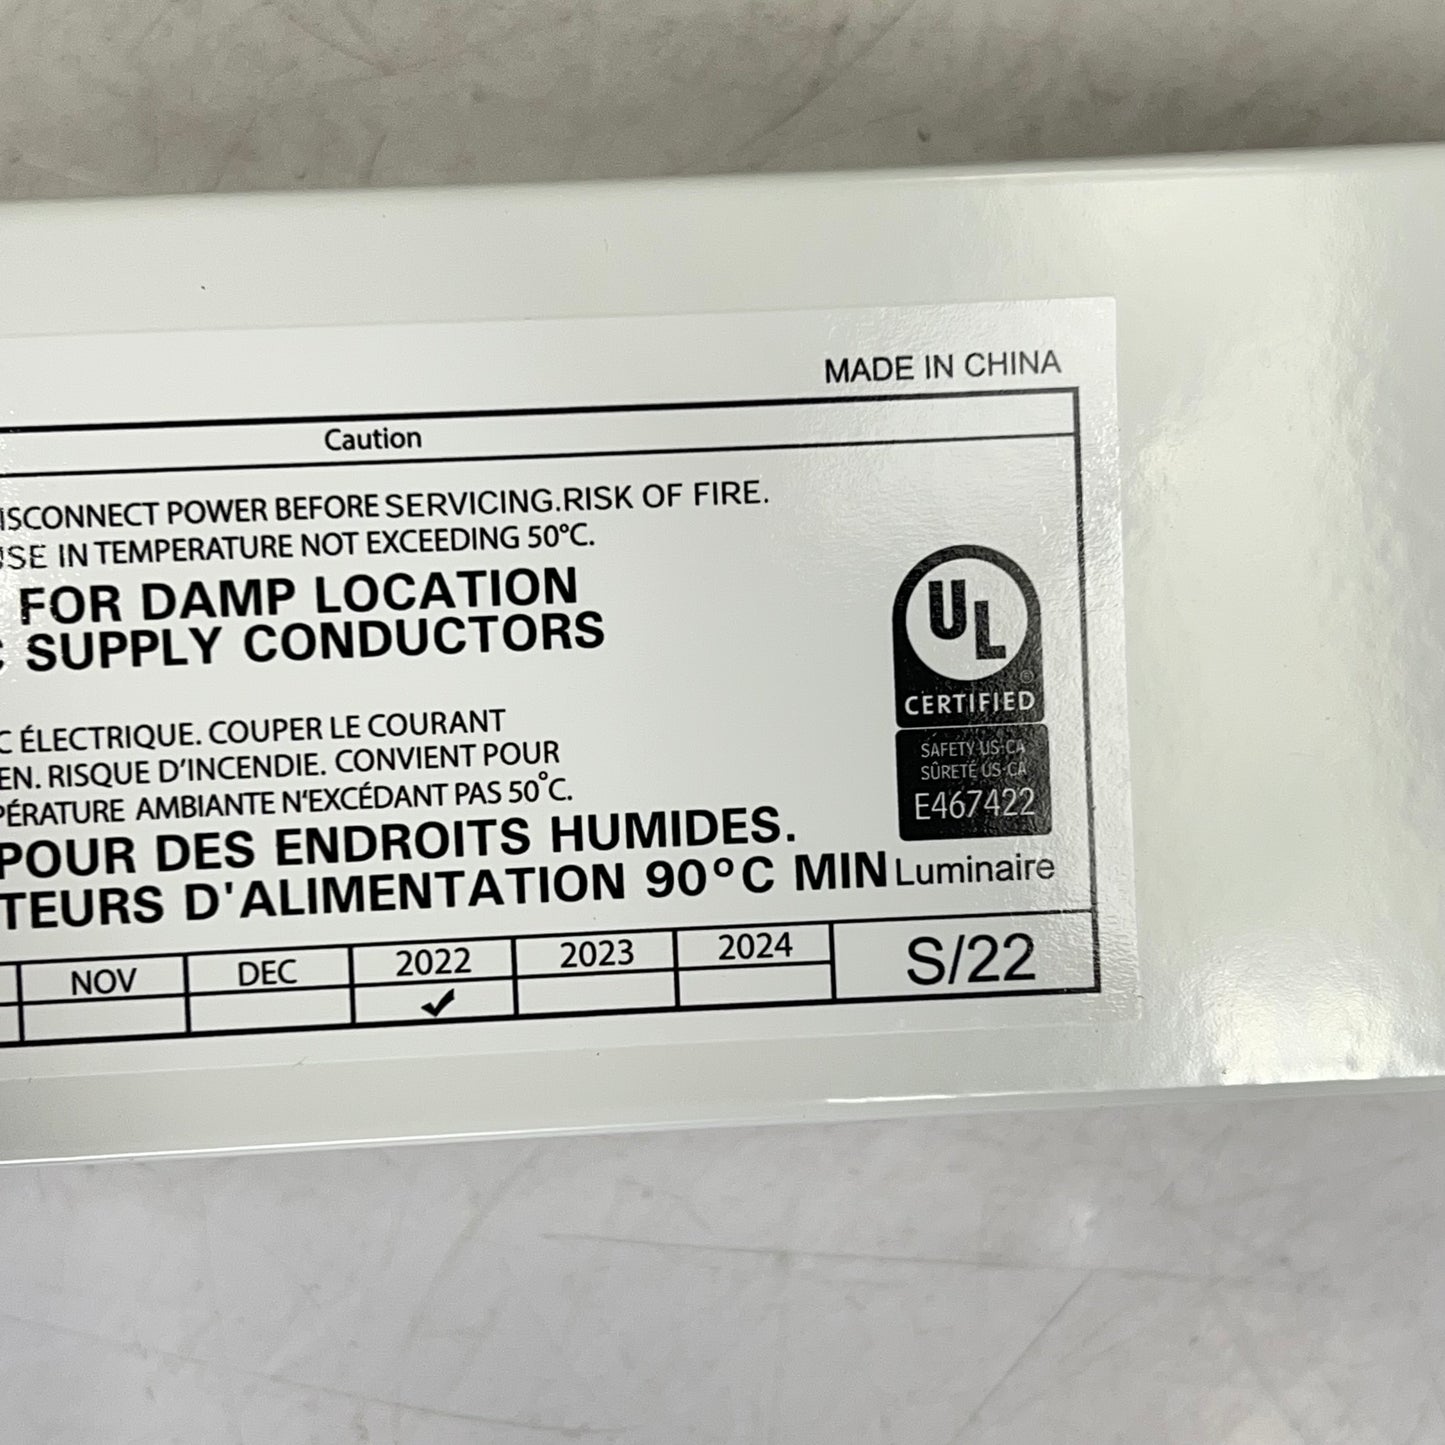 MADE IN CHINA
Caution
ISCONNECT POWER BEFORE SERVICING.RISK OF FIRE.
USE IN TEMPERATURE NOT EXCEEDING 50°C.
FOR DAMP LOCATION
C SUPPLY CONDUCTORS
C ÉLECTRIQUE. COUPER LE COURANT
EN. RISQUE D'INCENDIE. CONVIENT POUR
PÉRATURE AMBIANTE N'EXCÉDANT PAS 50°C.
POUR DES ENDROITS HUMIDES.
TEURS D'ALIMENTATION 90°C MIN
UL
®
CERTIFIED
SAFETY US-CA
SÛRETÉ US-CA
E467422
Luminaire
NOV DEC 2022 2023 2024
✓
S/22